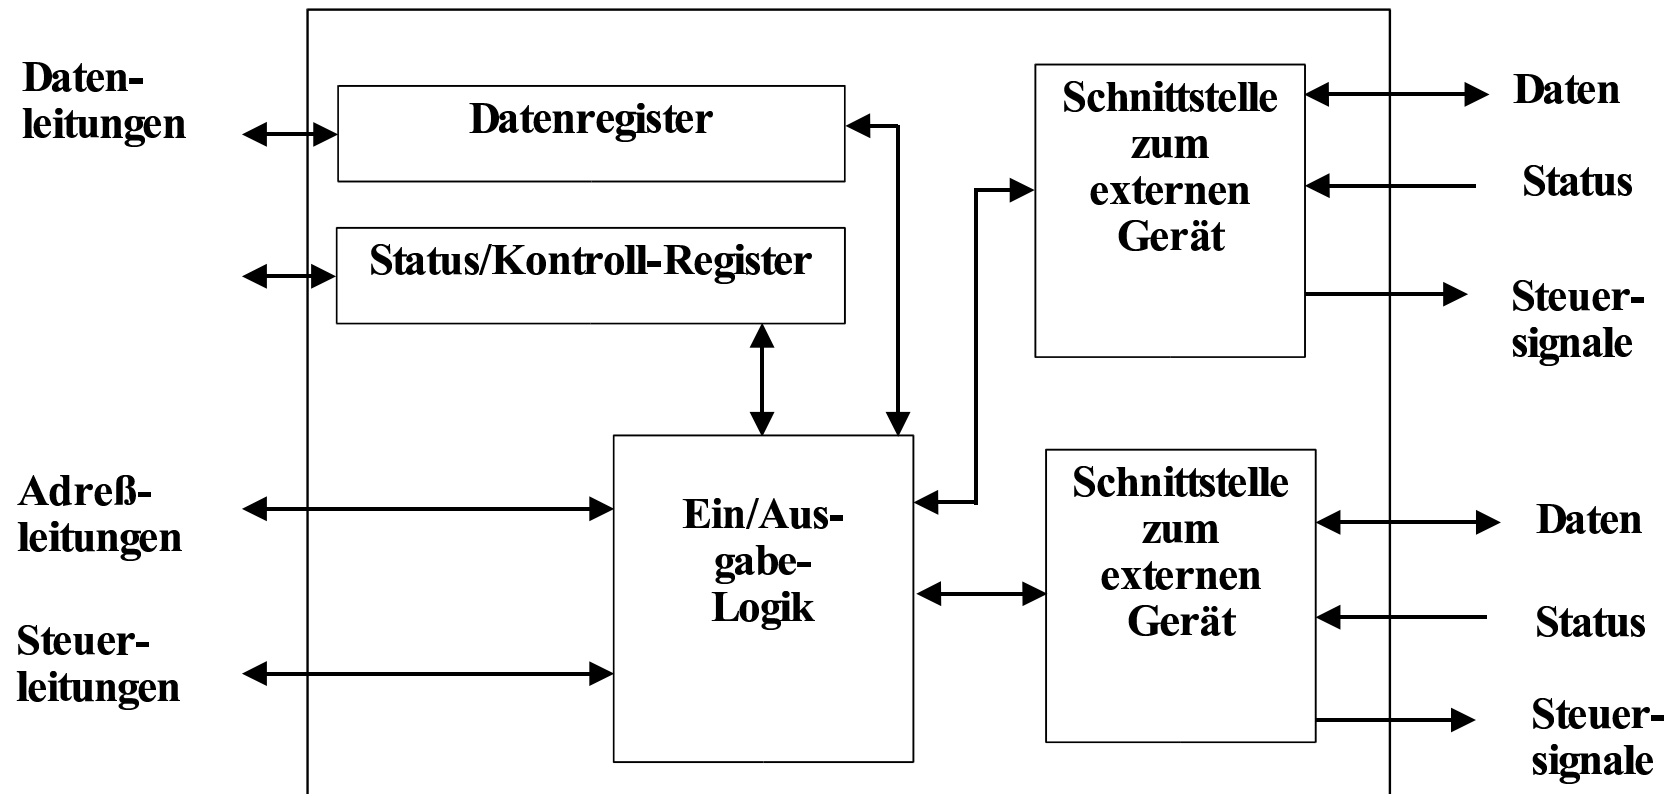 Daten-
leitungen
Datenregister
Status/Kontroll-Register
Adreß-
leitungen
Steuer-
leitungen
Ein/Aus-
gabe-
Logik
Schnittstelle
zum
externen
Gerät
Daten
Status
Steuer-
signale
Schnittstelle
zum
externen
Gerät
Daten
Status
Steuer-
signale